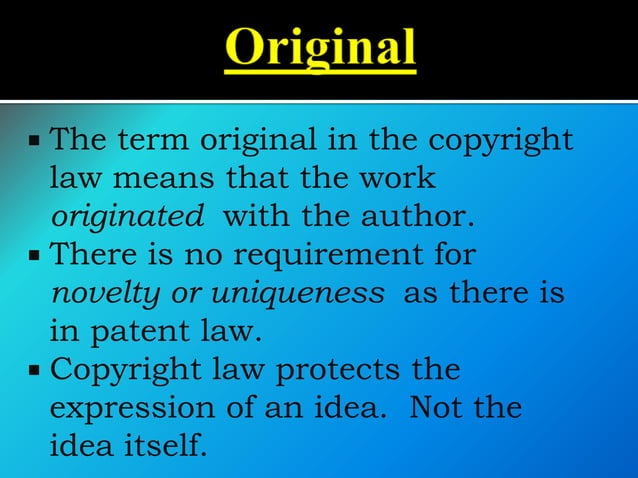 Original
▪ The term original in the copyright
law means that the work
originated with the author.
▪ There is no requirement for
novelty or uniqueness as there is
in patent law.
▪ Copyright law protects the
expression of an idea. Not the
idea itself.